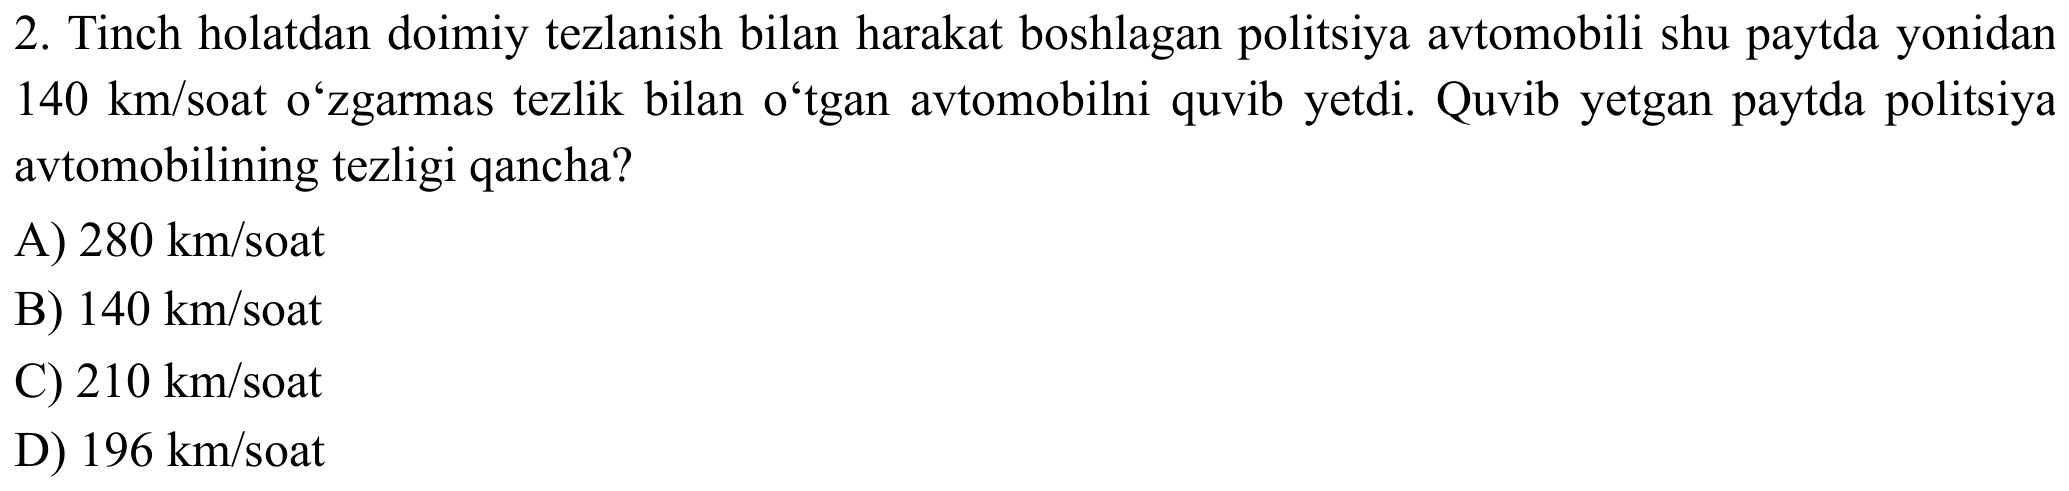 2. Tinch holatdan doimiy tezlanish bilan harakat boshlagan politsiya avtomobili shu paytda yonidan
140 km/soat o‘zgarmas tezlik bilan o‘tgan avtomobilni quvib yetdi. Quvib yetgan paytda politsiya
avtomobilining tezligi qancha?
A) 280 km/soat
B) 140 km/soat
C) 210 km/soat
D) 196 km/soat